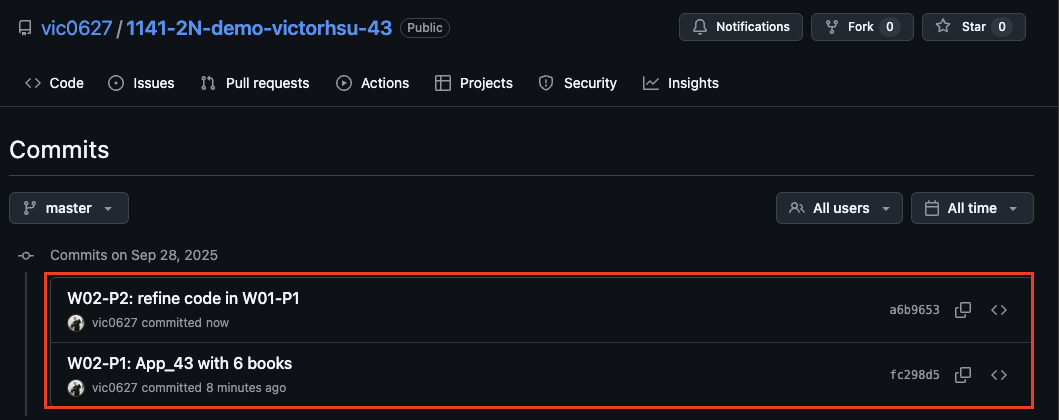 vic0627 / 1141-2N-demo-victorhsu-43 Public
Notifications Fork 0 Star 0
Code Issues Pull requests Actions Projects Security Insights
Commits
master All users All time
Commits on Sep 28, 2025
W02-P2: refine code in W01-P1
vic0627 committed now
a6b9653
W02-P1: App_43 with 6 books
vic0627 committed 8 minutes ago
fc298d5